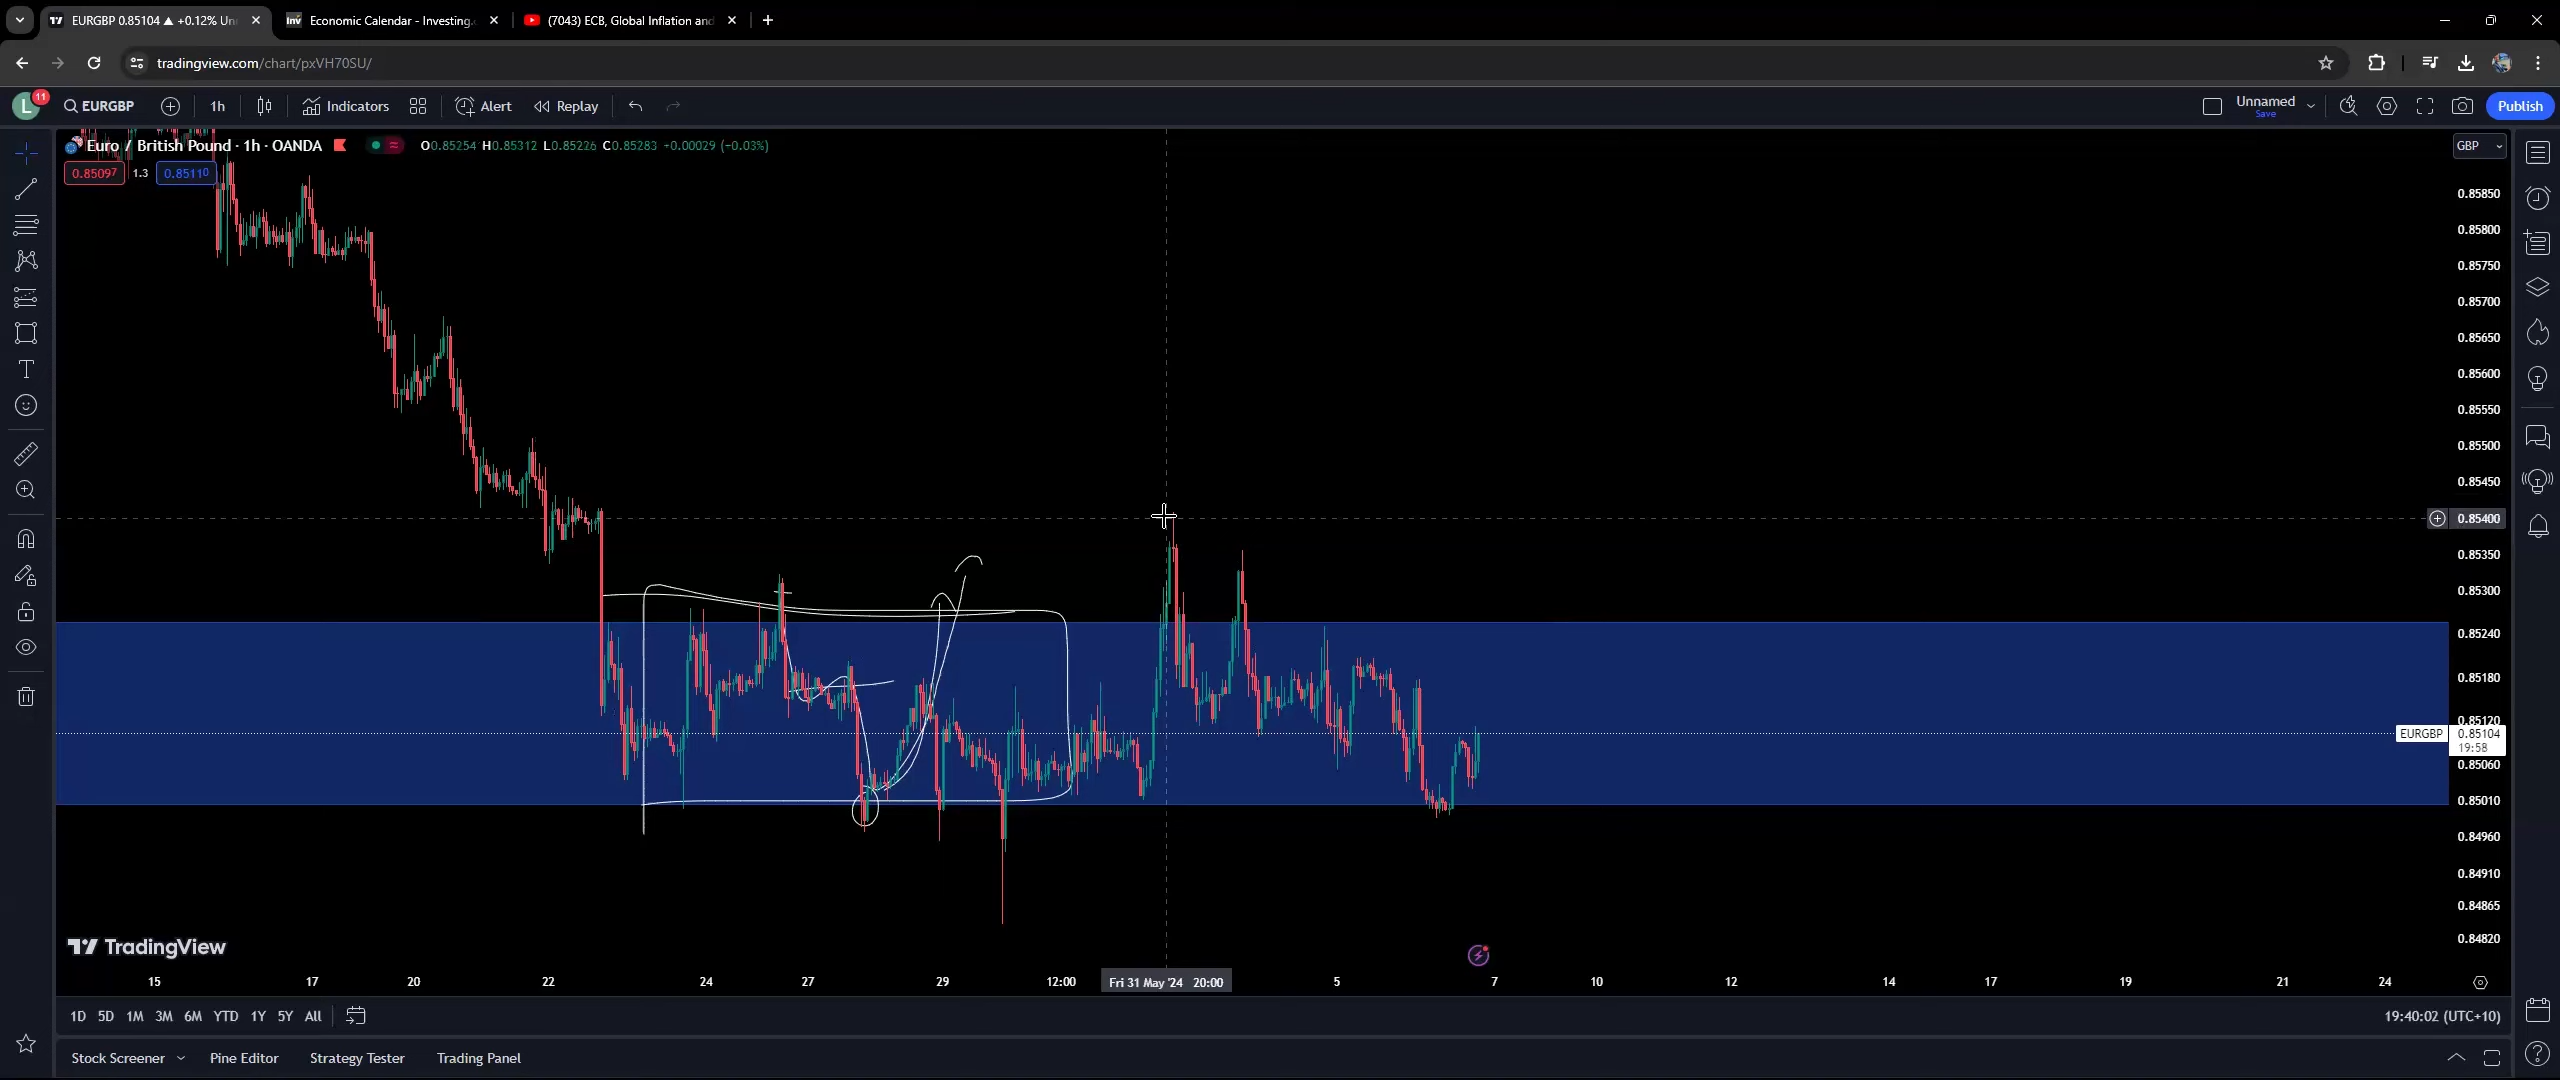 EURGBP 0.85104 ▲ +0.12% Un
Economic Calendar - Investing.
(7043) ECB, Global Inflation and
tradingview.com/chart/pxVH70SU/
L 11 EURGBP 1h Indicators Alert Replay Unnamed Save Publish
Euro / British Pound · 1h · OANDA O0.85254 H0.85312 L0.85226 C0.85283 +0.00029 (−0.03%) GBP
0.85097 1.3 0.85110
0.85850
0.85800
0.85750
0.85700
0.85650
0.85600
0.85550
0.85500
0.85450
0.85400
0.85350
0.85300
0.85240
0.85180
0.85120
EURGBP 0.85104
19:58
0.85060
0.85010
0.84960
0.84910
0.84865
0.84820
TradingView
15 17 20 22 24 27 29 12:00 Fri 31 May '24 20:00 5 7 10 12 14 17 19 21 24
1D 5D 1M 3M 6M YTD 1Y 5Y All 19:40:02 (UTC+10)
Stock Screener Pine Editor Strategy Tester Trading Panel